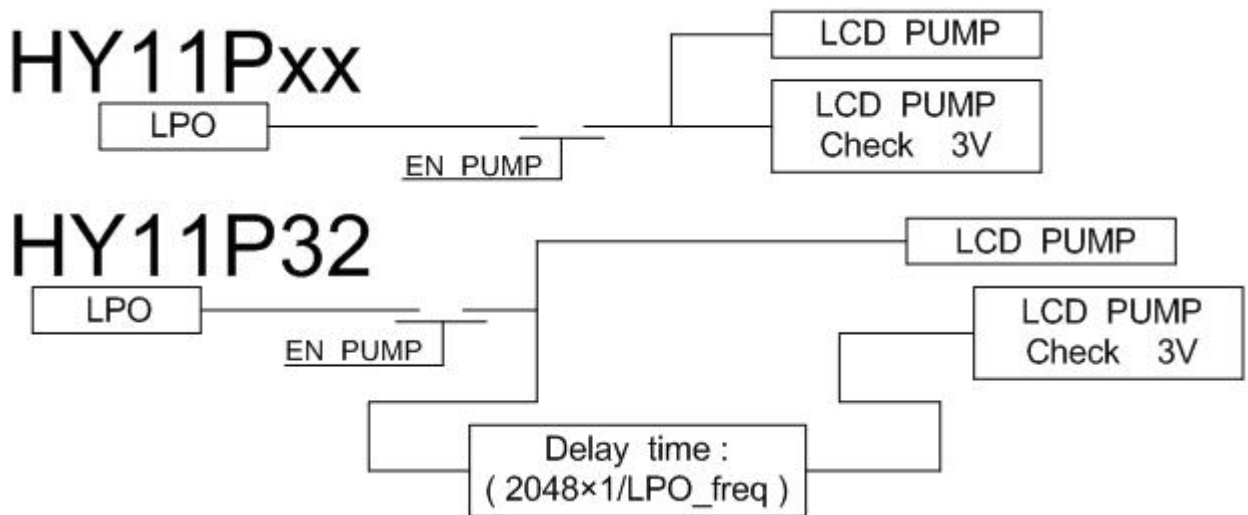 HY11Pxx
LPO
EN PUMP
LCD PUMP
LCD PUMP
Check 3V
HY11P32
LPO
EN PUMP
LCD PUMP
LCD PUMP
Check 3V
Delay time :
( 2048×1/LPO_freq )